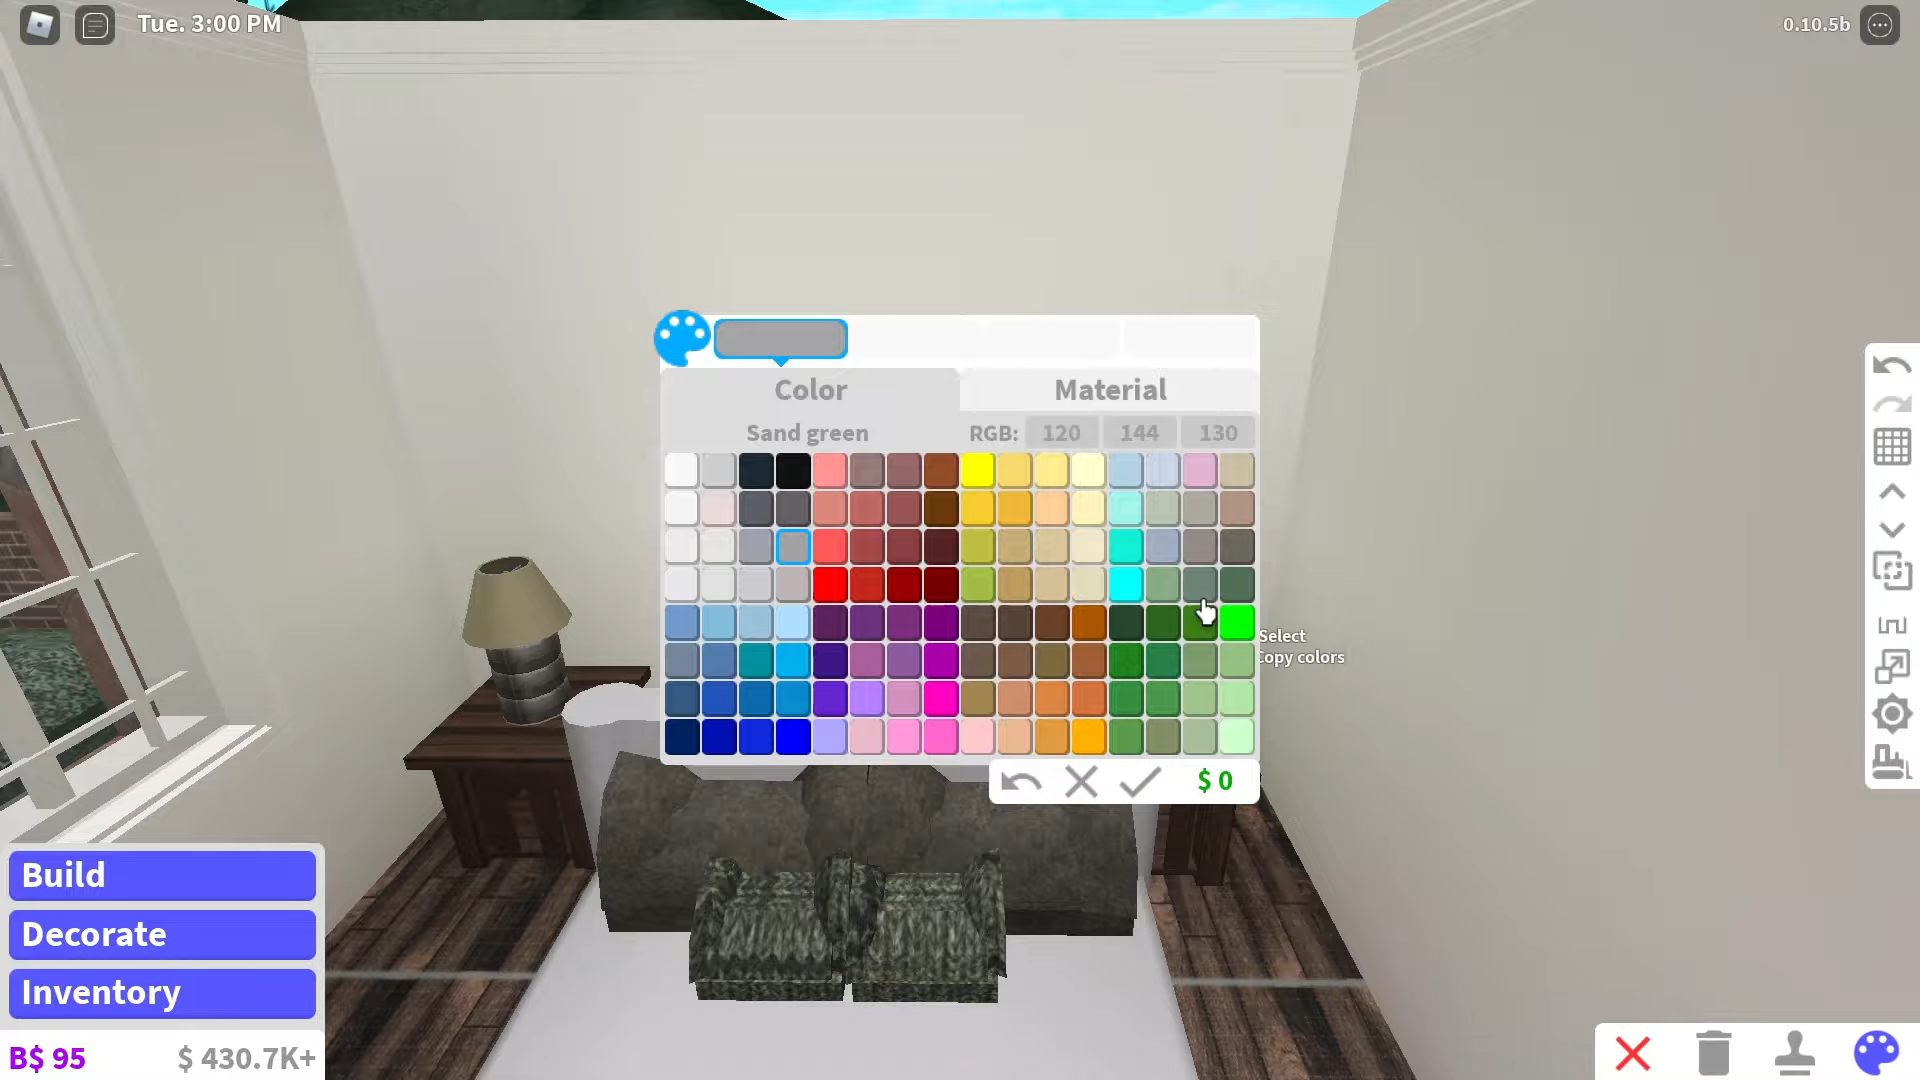 Tue. 3:00 PM
0.10.5b
Color
Material
Sand green
RGB: 120 144 130
Select
Copy colors
$ 0
Build
Decorate
Inventory
B$ 95
$ 430.7K+